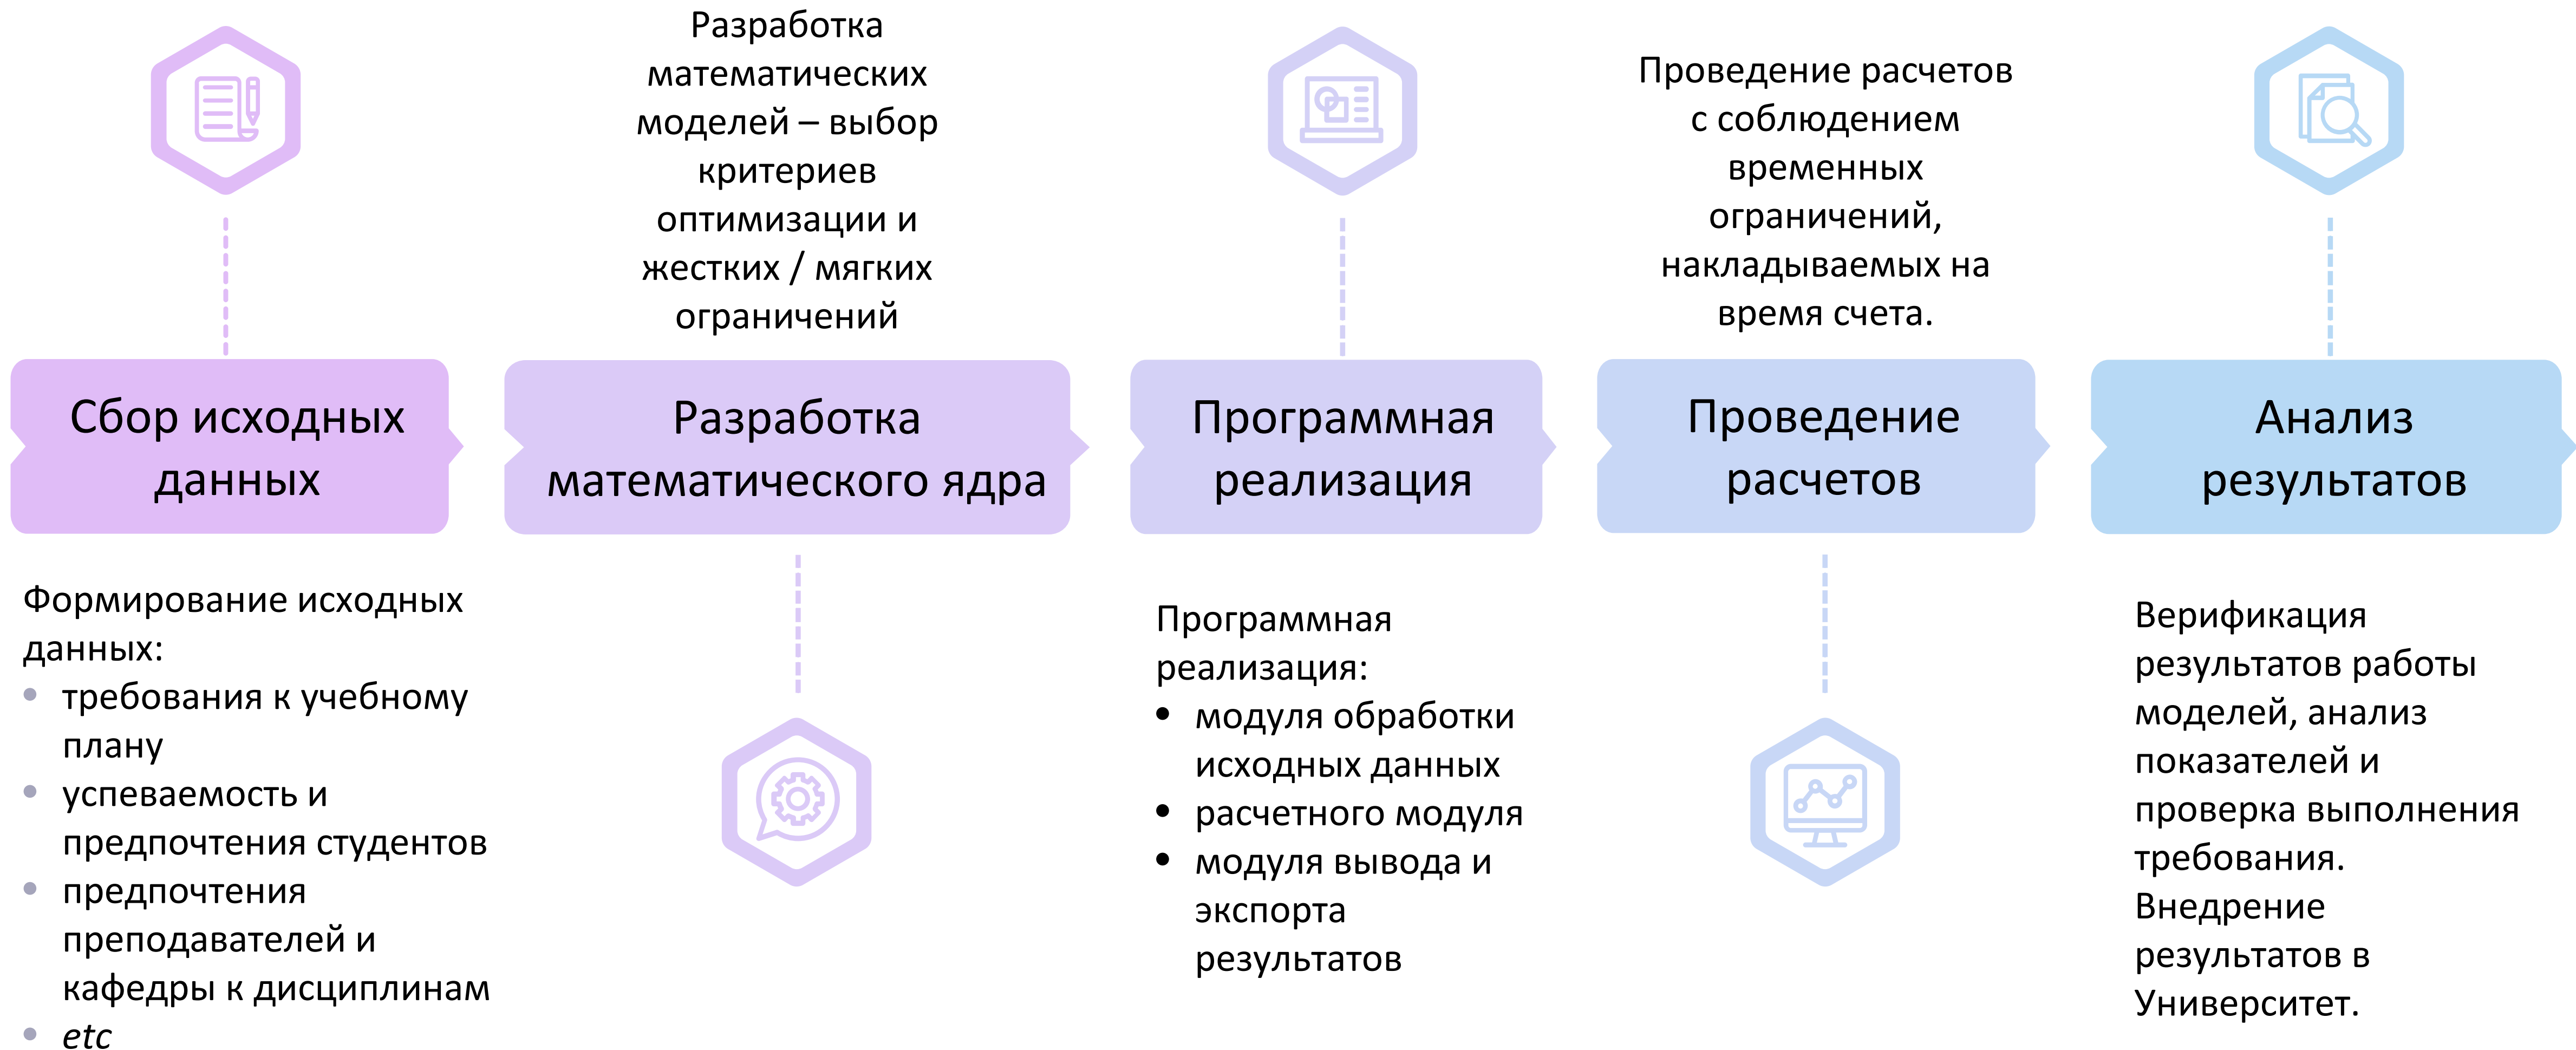 Сбор исходных
данных
Формирование исходных
данных:
• требования к учебному
плану
• успеваемость и
предпочтения студентов
• предпочтения
преподавателей и
кафедры к дисциплинам
• etc
Разработка
математических
моделей – выбор
критериев
оптимизации и
жестких / мягких
ограничений
Разработка
математического ядра
Программная
реализация
Программная
реализация:
• модуля обработки
исходных данных
• расчетного модуля
• модуля вывода и
экспорта
результатов
Проведение расчетов
с соблюдением
временных
ограничений,
накладываемых на
время счета.
Проведение
расчетов
Анализ
результатов
Верификация
результатов работы
моделей, анализ
показателей и
проверка выполнения
требования.
Внедрение
результатов в
Университет.